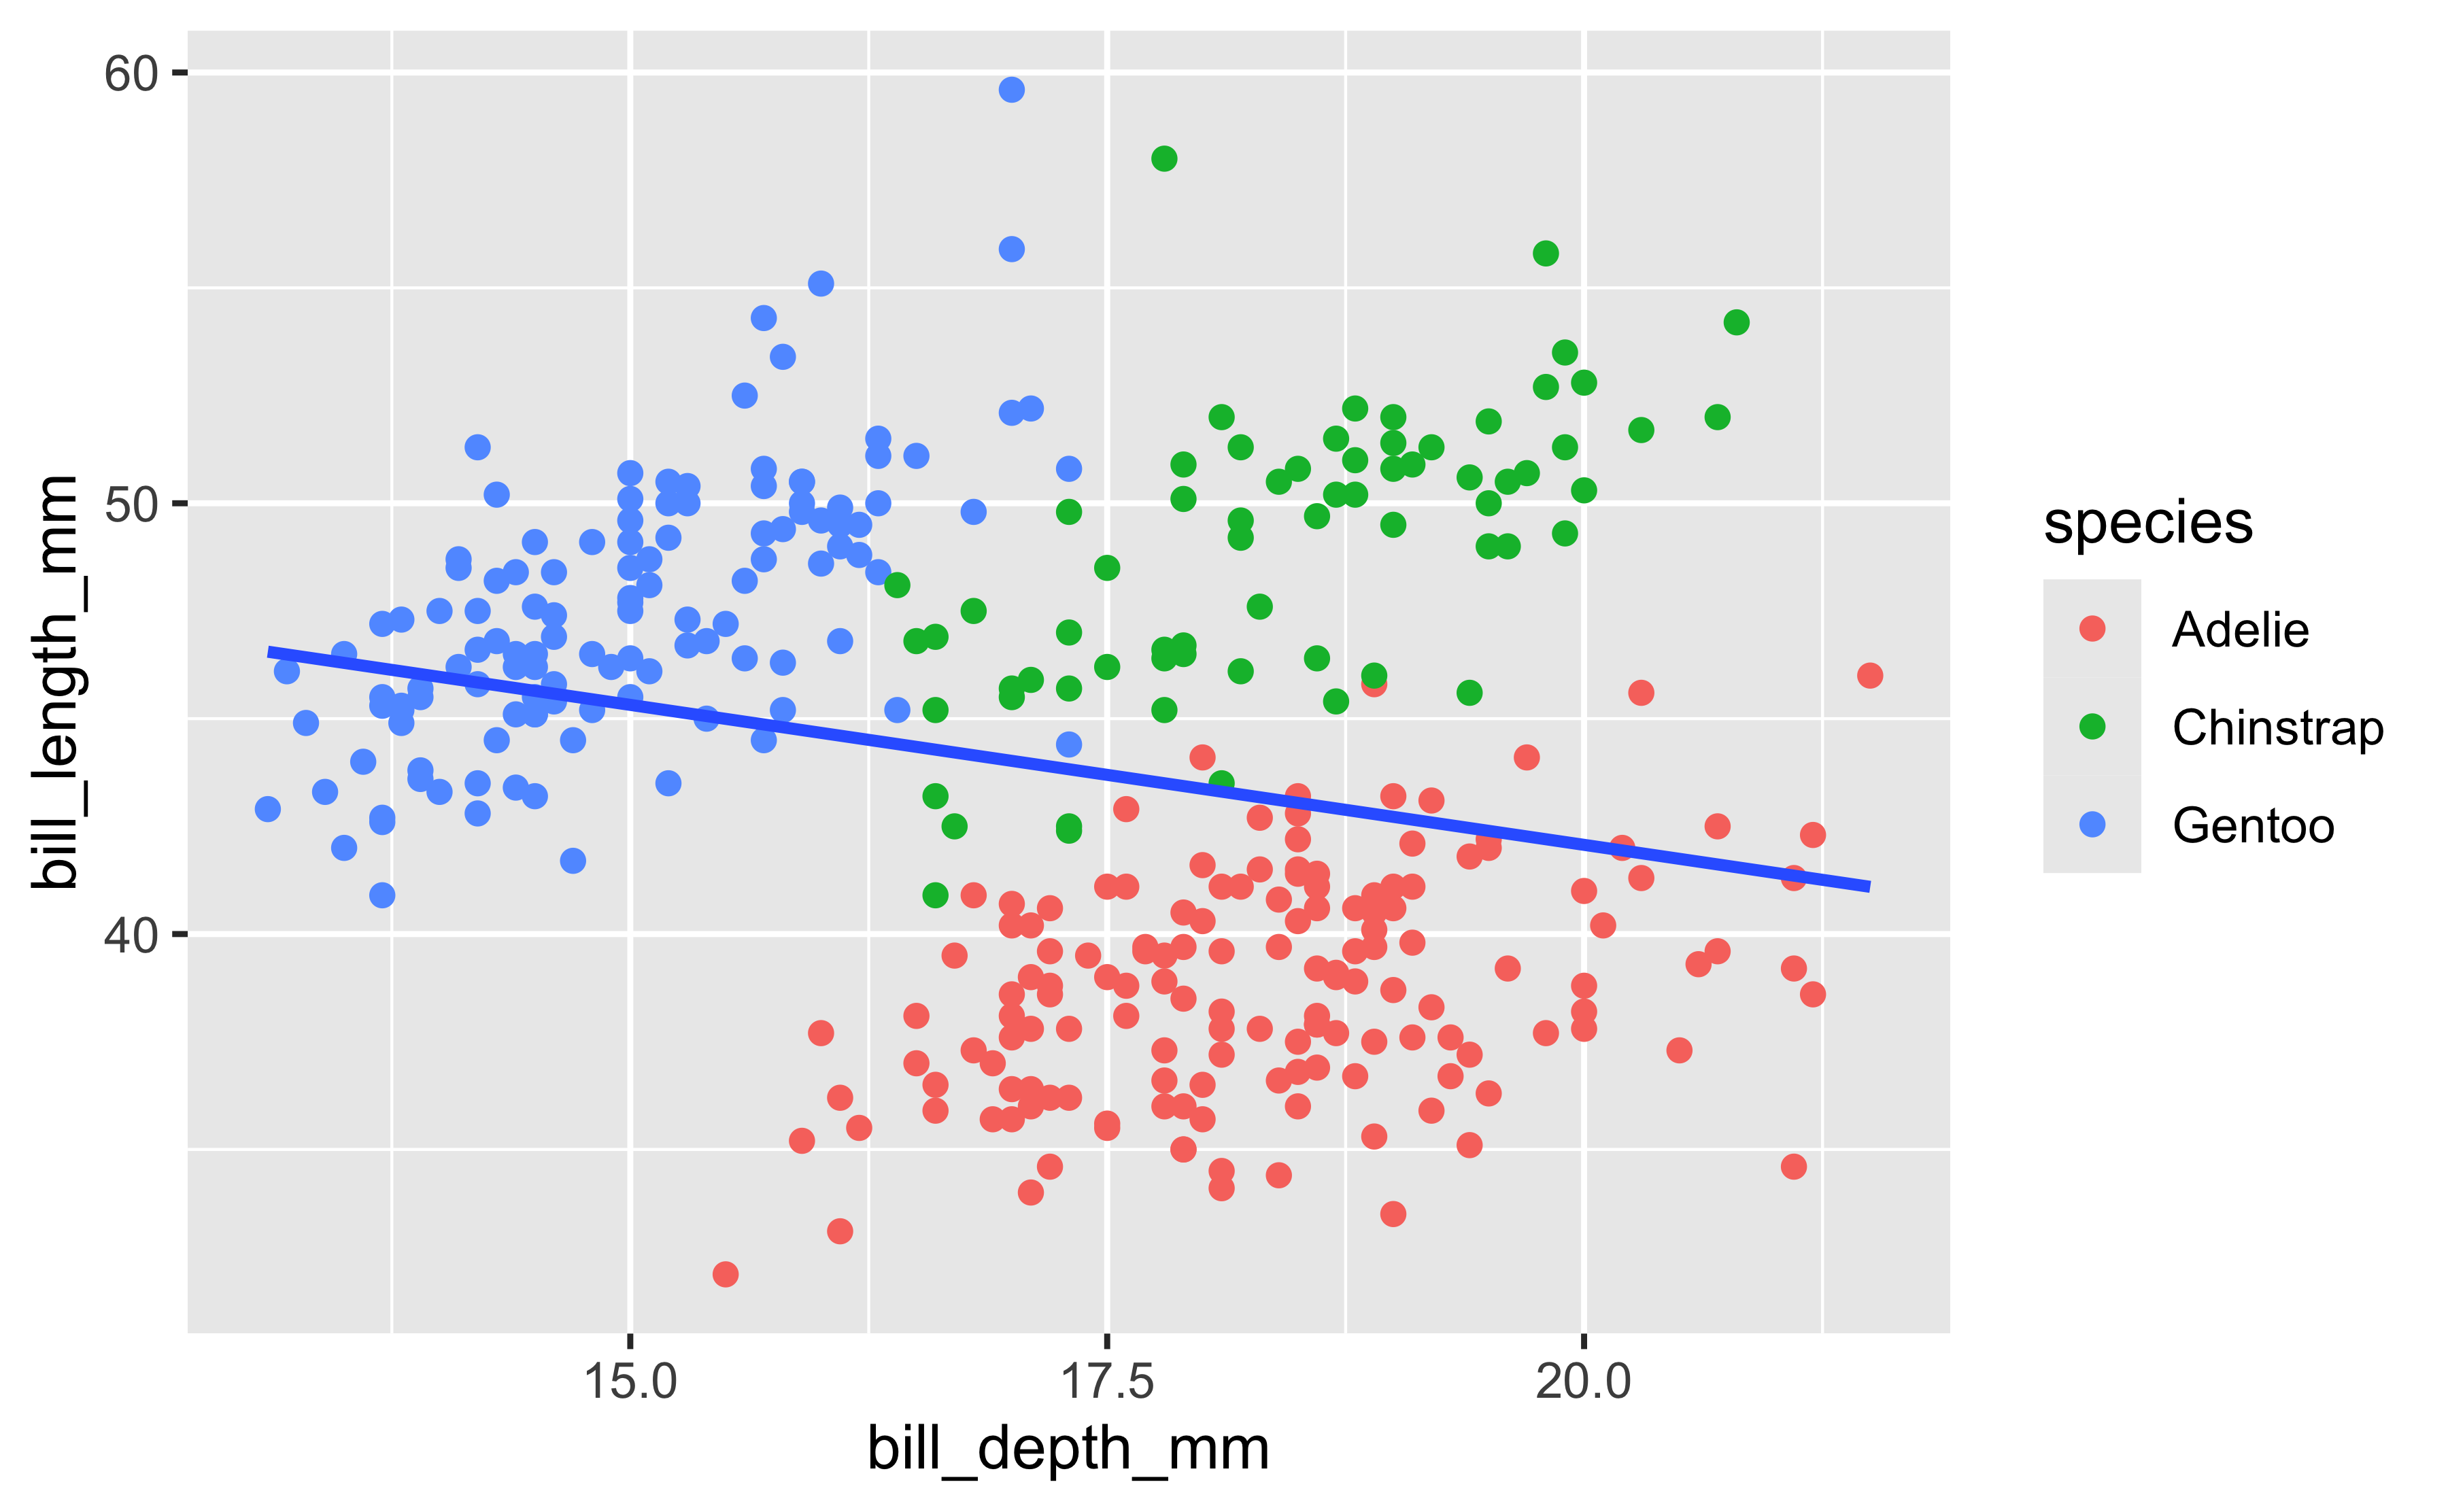 60
50
40
bill_length_mm
15.0
17.5
20.0
bill_depth_mm
species
Adelie
Chinstrap
Gentoo